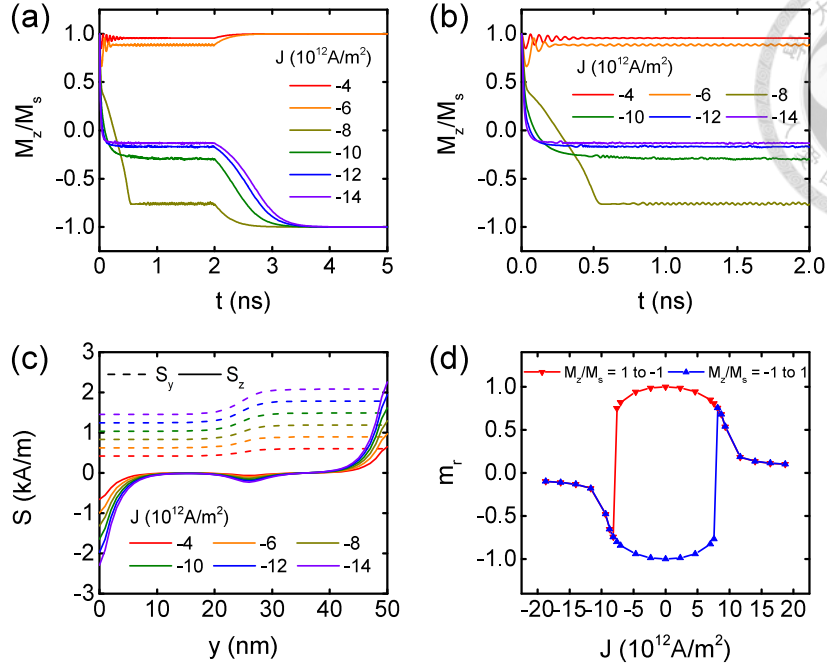 (a)
1.0
0.5
0.0
-0.5
-1.0
M_z/M_s
J (10^12A/m^2)
-4
-6
-8
-10
-12
-14
0 1 2 3 4 5
t (ns)
(b)
1.0
0.5
0.0
-0.5
-1.0
M_z/M_s
J (10^12A/m^2)
-4 -6 -8
-10 -12 -14
0.0 0.5 1.0 1.5 2.0
t (ns)
(c)
3
2
1
0
-1
-2
-3
S (kA/m)
S_y S_z
J (10^12A/m^2)
-4 -6 -8
-10 -12 -14
0 10 20 30 40 50
y (nm)
(d)
M_z/M_s = 1 to -1 M_z/M_s = -1 to 1
1.0
0.5
0.0
-0.5
-1.0
m_r
-20 -15 -10 -5 0 5 10 15 20
J (10^12A/m^2)